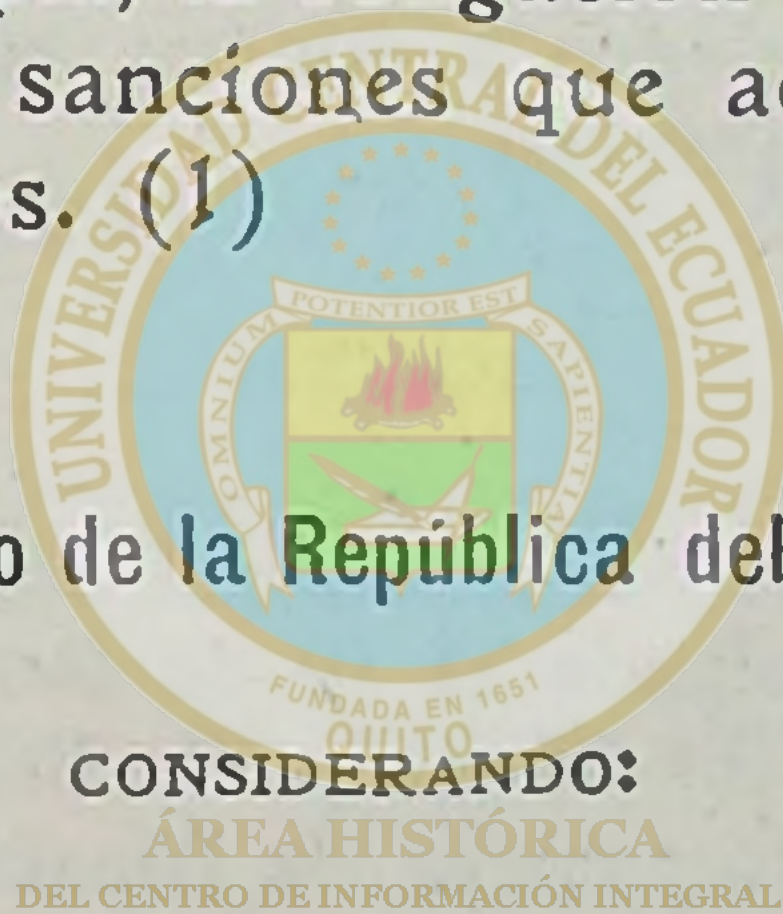 sanciones que
s. (1)
UNIVERSIDAD CENTRAL DEL ECUADOR
OMNIUM POTENTIOR EST SAPIENTIA
de la República del
FUNDADA EN 1651
QUITO
CONSIDERANDO:
ÁREA HISTÓRICA
DEL CENTRO DE INFORMACIÓN INTEGRAL